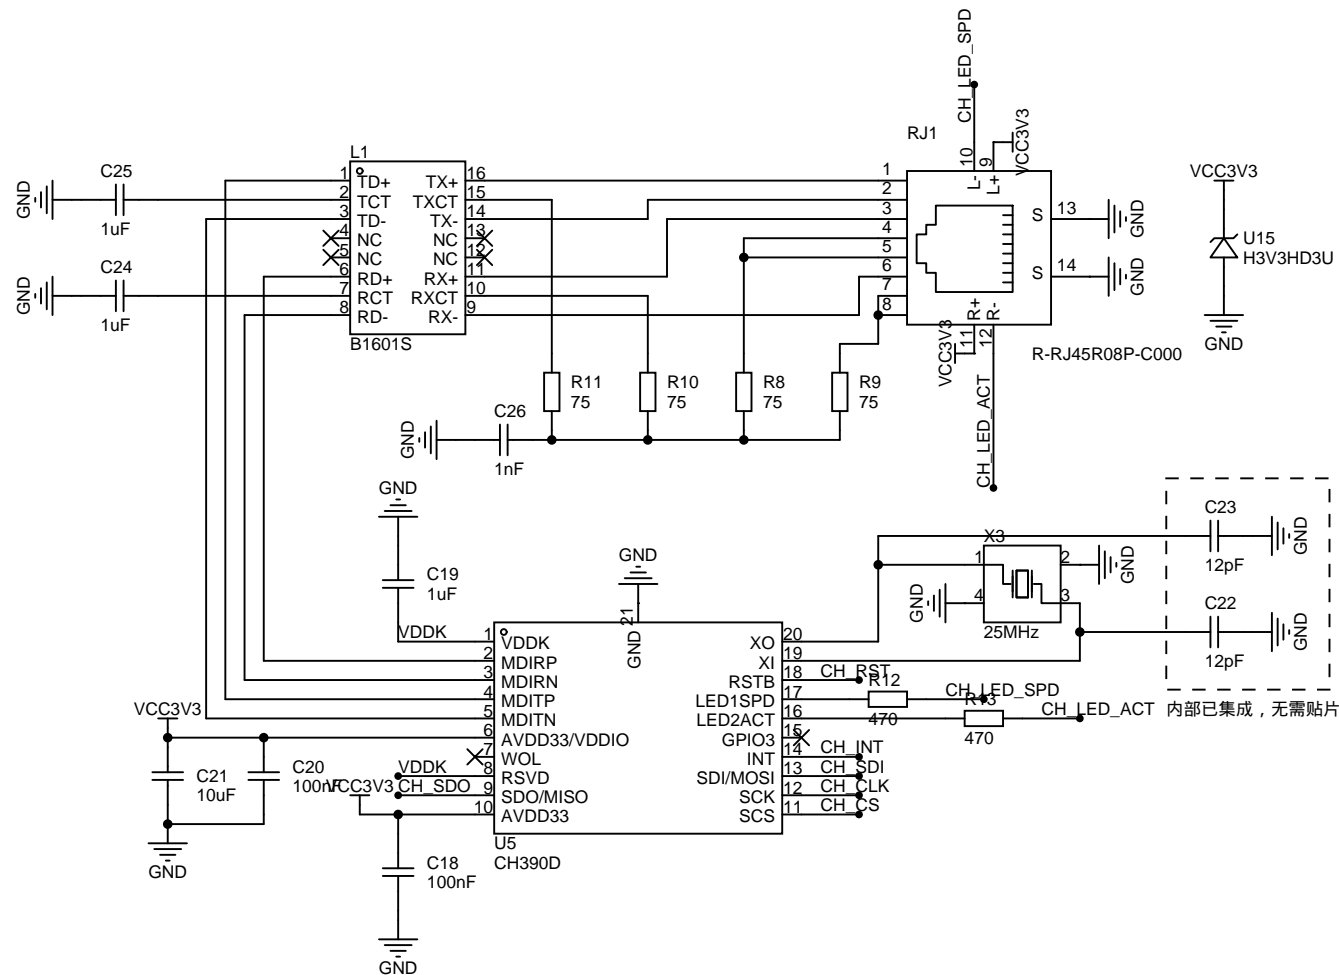 CH_LED_SPD
RJ1
10
9
VCC3V3
L-
L+
1
2
3
4
5
6
7
8
S
13
GND
S
14
GND
R+
R-
11
12
VCC3V3
R-RJ45R08P-C000
CH_LED_ACT
VCC3V3
U15
H3V3HD3U
GND
C25
GND
1uF
C24
GND
1uF
L1
1 TD+ TX+ 16
2 TCT TXCT 15
3 TD- TX- 14
4 NC NC 13
5 NC NC 12
6 RD+ RX+ 11
7 RCT RXCT 10
8 RD- RX- 9
B1601S
R11
75
R10
75
R8
75
R9
75
C26
GND
1nF
GND
C19
1uF
VDDK
GND
21
GND
X3
1
2
GND
4
GND
3
25MHz
C23
12pF
GND
C22
12pF
GND
内部已集成，无需贴片
1 VDDK XO 20
2 MDIRP XI 19
3 MDIRN RSTB 18 CH_RST
4 MDITP LED1SPD 17
5 MDITN LED2ACT 16
6 AVDD33/VDDIO GPIO3 15
7 WOL INT 14 CH_INT
VDDK 8 RSVD SDI/MOSI 13 CH_SDI
CH_SDO 9 SDO/MISO SCK 12 CH_CLK
10 AVDD33 SCS 11 CH_CS
U5
CH390D
R12
470
CH_LED_SPD
R13
470
CH_LED_ACT
VCC3V3
C21
10uF
C20
100nF
GND
VCC3V3
C18
100nF
GND